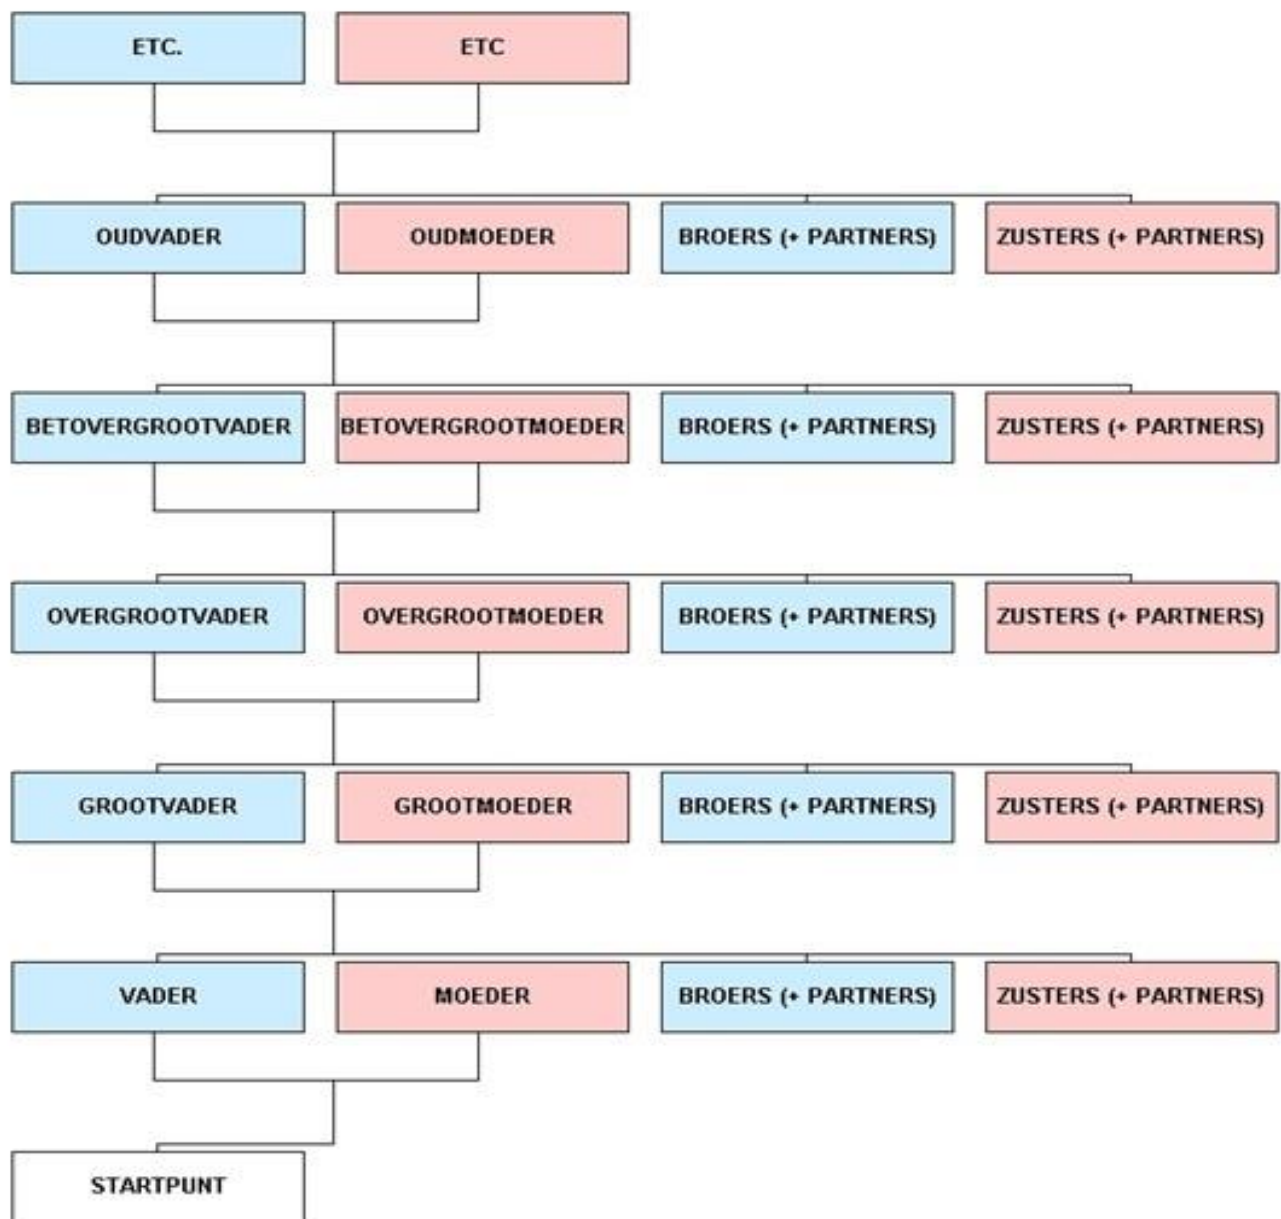 ETC.
ETC
OUDVADER
OUDMOEDER
BROERS (+ PARTNERS)
ZUSTERS (+ PARTNERS)
BETOVERGROOTVADER
BETOVERGROOTMOEDER
BROERS (+ PARTNERS)
ZUSTERS (+ PARTNERS)
OVERGROOTVADER
OVERGROOTMOEDER
BROERS (+ PARTNERS)
ZUSTERS (+ PARTNERS)
GROOTVADER
GROOTMOEDER
BROERS (+ PARTNERS)
ZUSTERS (+ PARTNERS)
VADER
MOEDER
BROERS (+ PARTNERS)
ZUSTERS (+ PARTNERS)
STARTPUNT